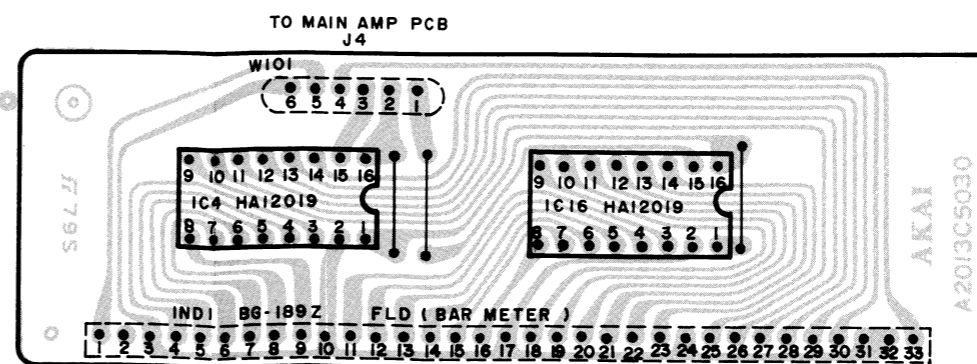 TO MAIN AMP PCB
J4
W101
6 5 4 3 2 1
9 10 11 12 13 14 15 16
IC4 HA12019
8 7 6 5 4 3 2 1
9 10 11 12 13 14 15 16
IC16 HA12019
8 7 6 5 4 3 2 1
AKAI
A2013C5030
IND1 BG-189Z FLD (BAR METER)
1 2 3 4 5 6 7 8 9 10 11 12 13 14 15 16 17 18 19 20 21 22 23 24 25 26 27 28 29 30 31 32 33